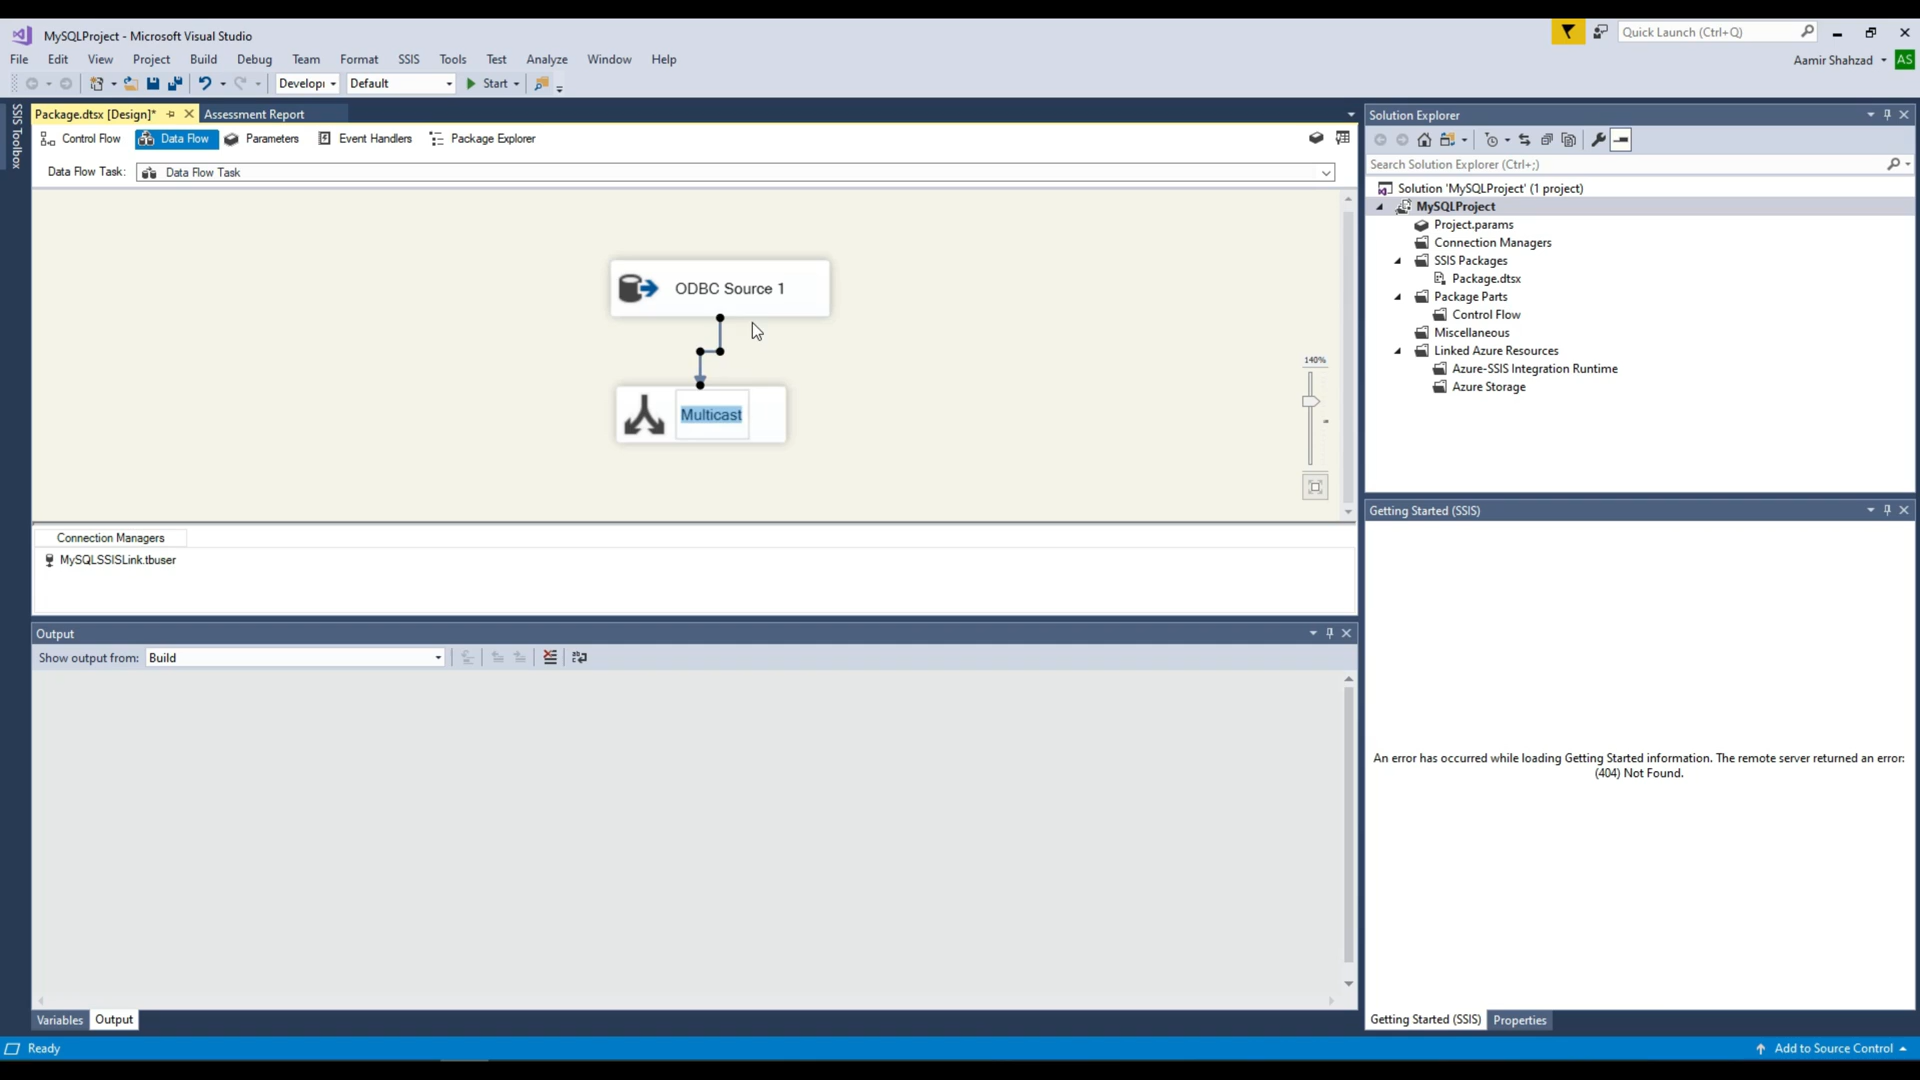 MySQLProject - Microsoft Visual Studio
Quick Launch (Ctrl+Q)
File Edit View Project Build Debug Team Format SSIS Tools Test Analyze Window Help
Aamir Shahzad AS
Develop Default Start
SSIS Toolbox
Package.dtsx [Design]* Assessment Report
Control Flow Data Flow Parameters Event Handlers Package Explorer
Data Flow Task: Data Flow Task
ODBC Source 1
Multicast
140%
Connection Managers
MySQLSSISLink.tbuser
Output
Show output from: Build
Variables Output
Ready
Solution Explorer
Search Solution Explorer (Ctrl+;)
Solution 'MySQLProject' (1 project)
MySQLProject
Project.params
Connection Managers
SSIS Packages
Package.dtsx
Package Parts
Control Flow
Miscellaneous
Linked Azure Resources
Azure-SSIS Integration Runtime
Azure Storage
Getting Started (SSIS)
An error has occurred while loading Getting Started information. The remote server returned an error:
(404) Not Found.
Getting Started (SSIS) Properties
Add to Source Control